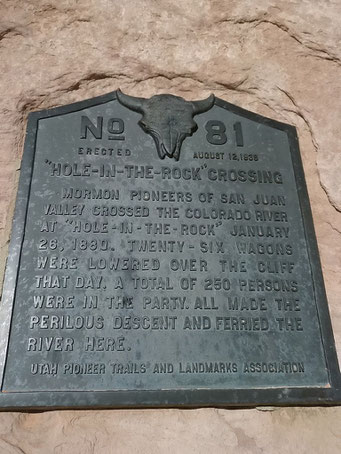 No 81
ERECTED AUGUST 12, 1939
"HOLE-IN-THE-ROCK" CROSSING
MORMON PIONEERS OF SAN JUAN
VALLEY CROSSED THE COLORADO RIVER
AT "HOLE-IN-THE-ROCK" JANUARY
26, 1880. TWENTY-SIX WAGONS
WERE LOWERED OVER THE CLIFF
THAT DAY. A TOTAL OF 250 PERSONS
WERE IN THE PARTY. ALL MADE THE
PERILOUS DESCENT AND FERRIED THE
RIVER HERE.
UTAH PIONEER TRAILS AND LANDMARKS ASSOCIATION